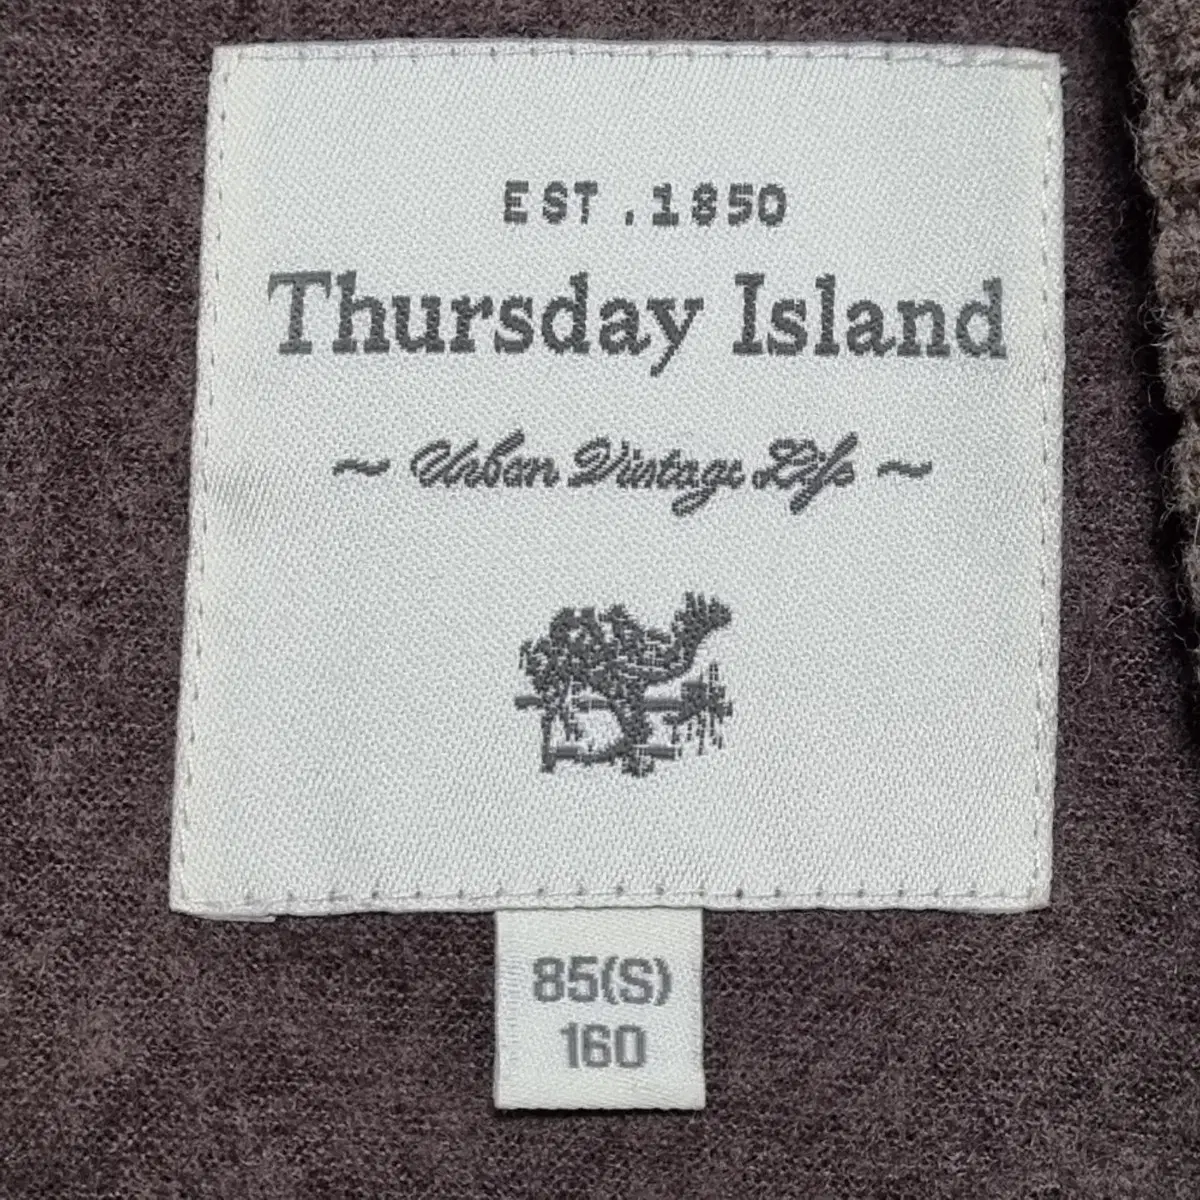 EST.1850
Thursday Island
~ Urban Vintage Life ~
85(S)
160